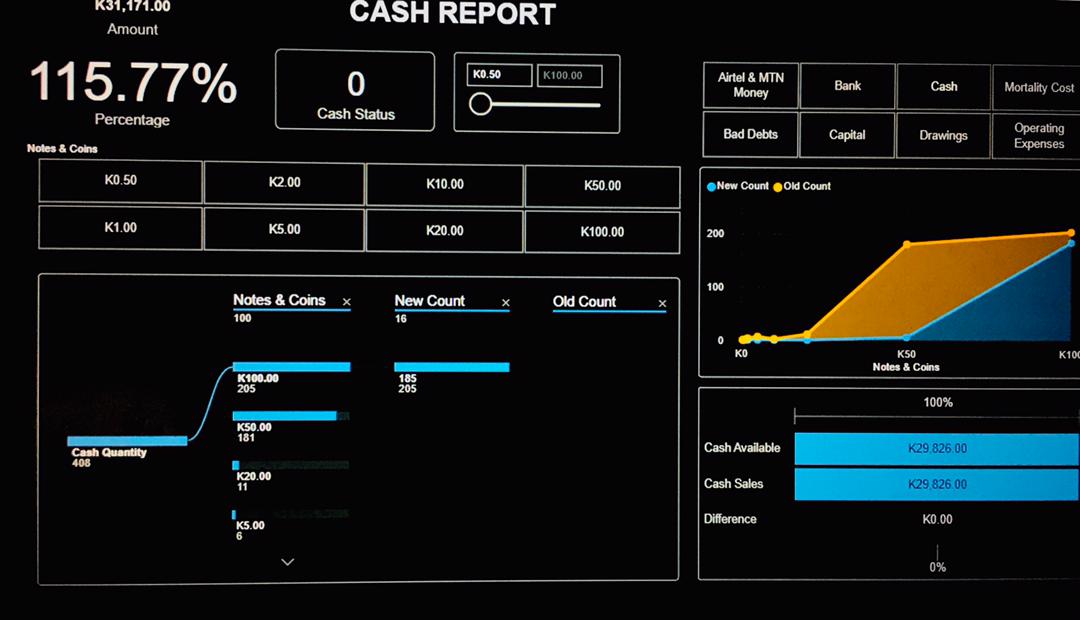 K31,171.00
Amount
CASH REPORT
115.77%
Percentage
0
Cash Status
K0.50 K100.00
Airtel & MTN
Money
Bank
Cash
Mortality Cost
Bad Debts
Capital
Drawings
Operating
Expenses
Notes & Coins
K0.50 K2.00 K10.00 K50.00
K1.00 K5.00 K20.00 K100.00
New Count Old Count
200
100
0
K0 K50 K100
Notes & Coins
Notes & Coins × New Count × Old Count ×
100 16
K100.00
205
185
205
K50.00
181
Cash Quantity
408
K20.00
11
K5.00
6
100%
Cash Available K29,826.00
Cash Sales K29,826.00
Difference K0.00
0%